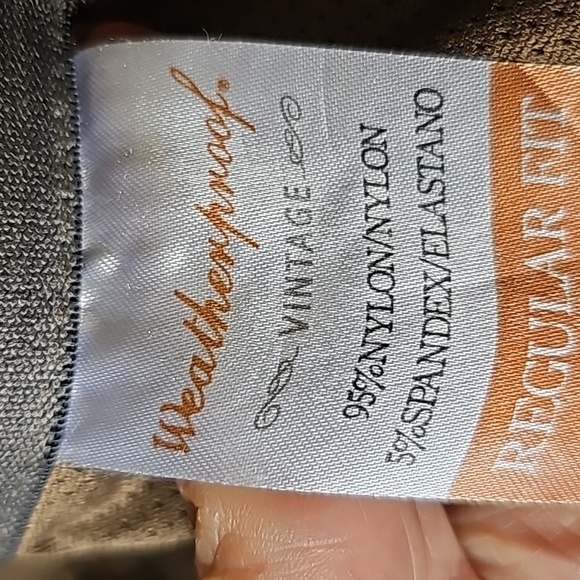 Weatherproof.
VINTAGE
95%NYLON/NYLON
5%SPANDEX/ELASTANO
REGULAR FIT